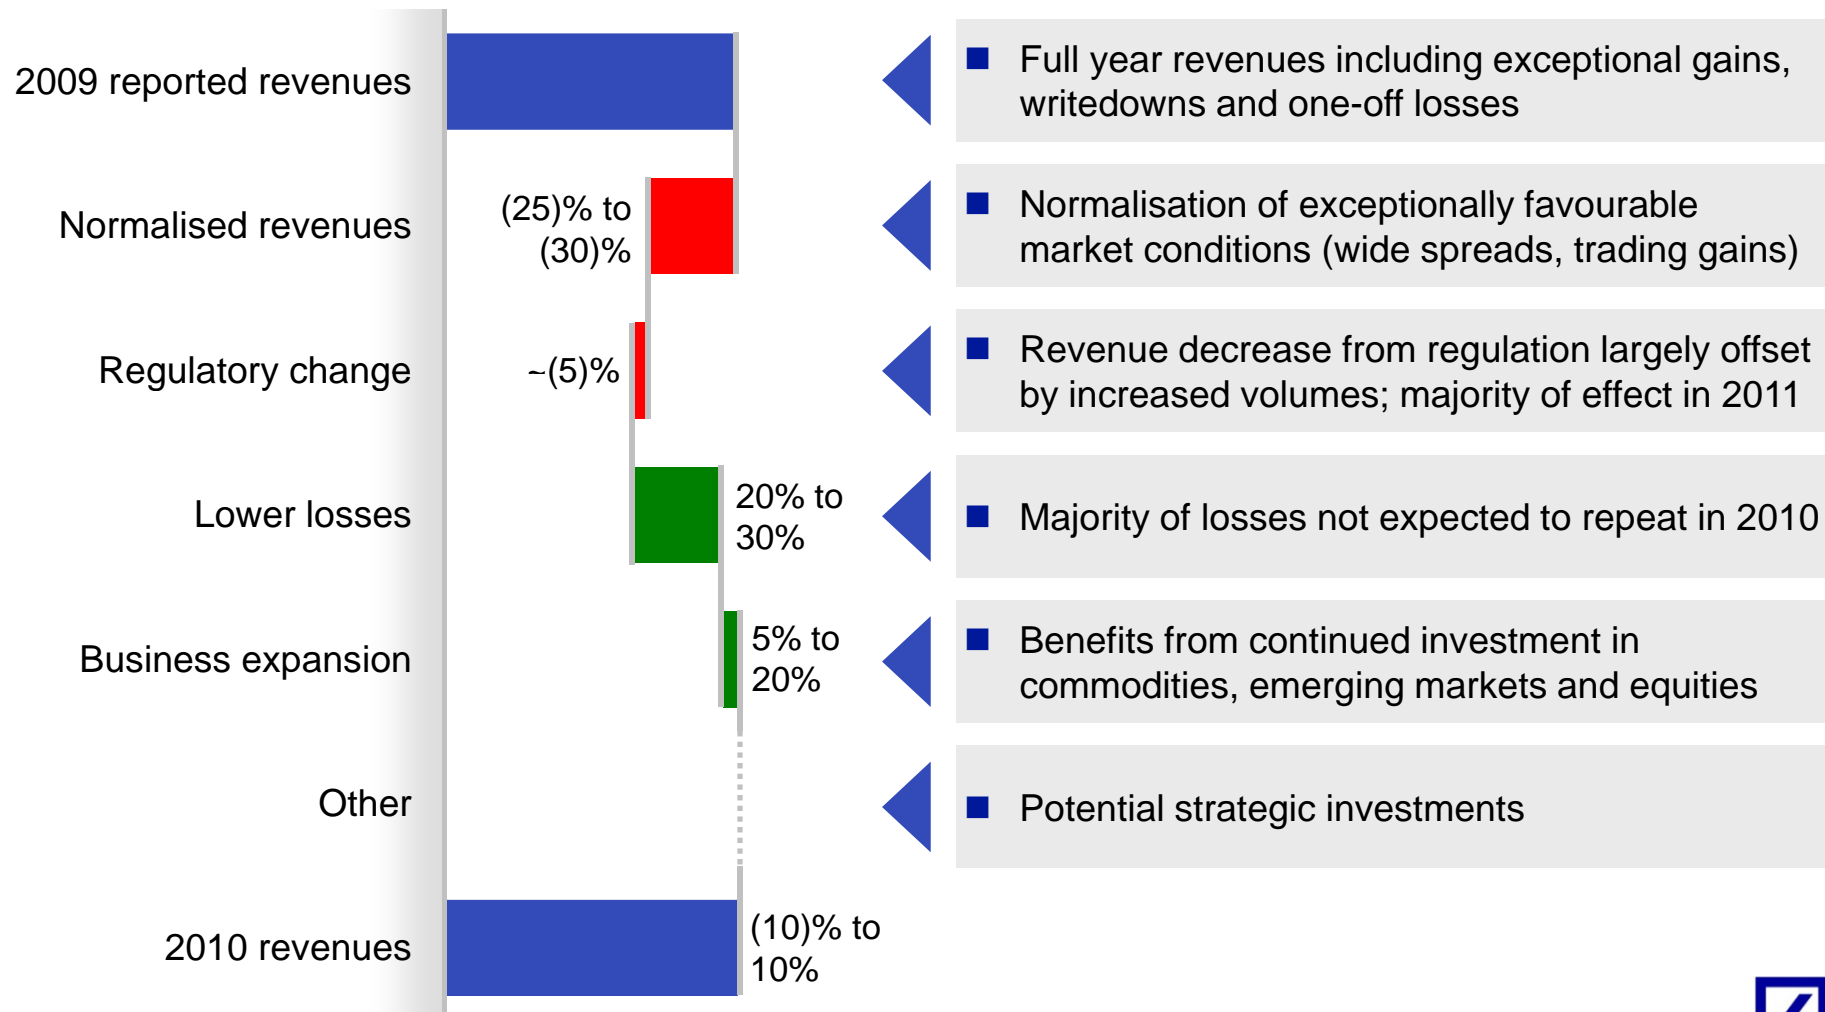 2009 reported revenues
Full year revenues including exceptional gains,
writedowns and one-off losses
Normalised revenues
(25)% to
(30)%
Normalisation of exceptionally favourable
market conditions (wide spreads, trading gains)
Regulatory change
~(5)%
Revenue decrease from regulation largely offset
by increased volumes; majority of effect in 2011
Lower losses
20% to
30%
Majority of losses not expected to repeat in 2010
Business expansion
5% to
20%
Benefits from continued investment in
commodities, emerging markets and equities
Other
Potential strategic investments
2010 revenues
(10)% to
10%